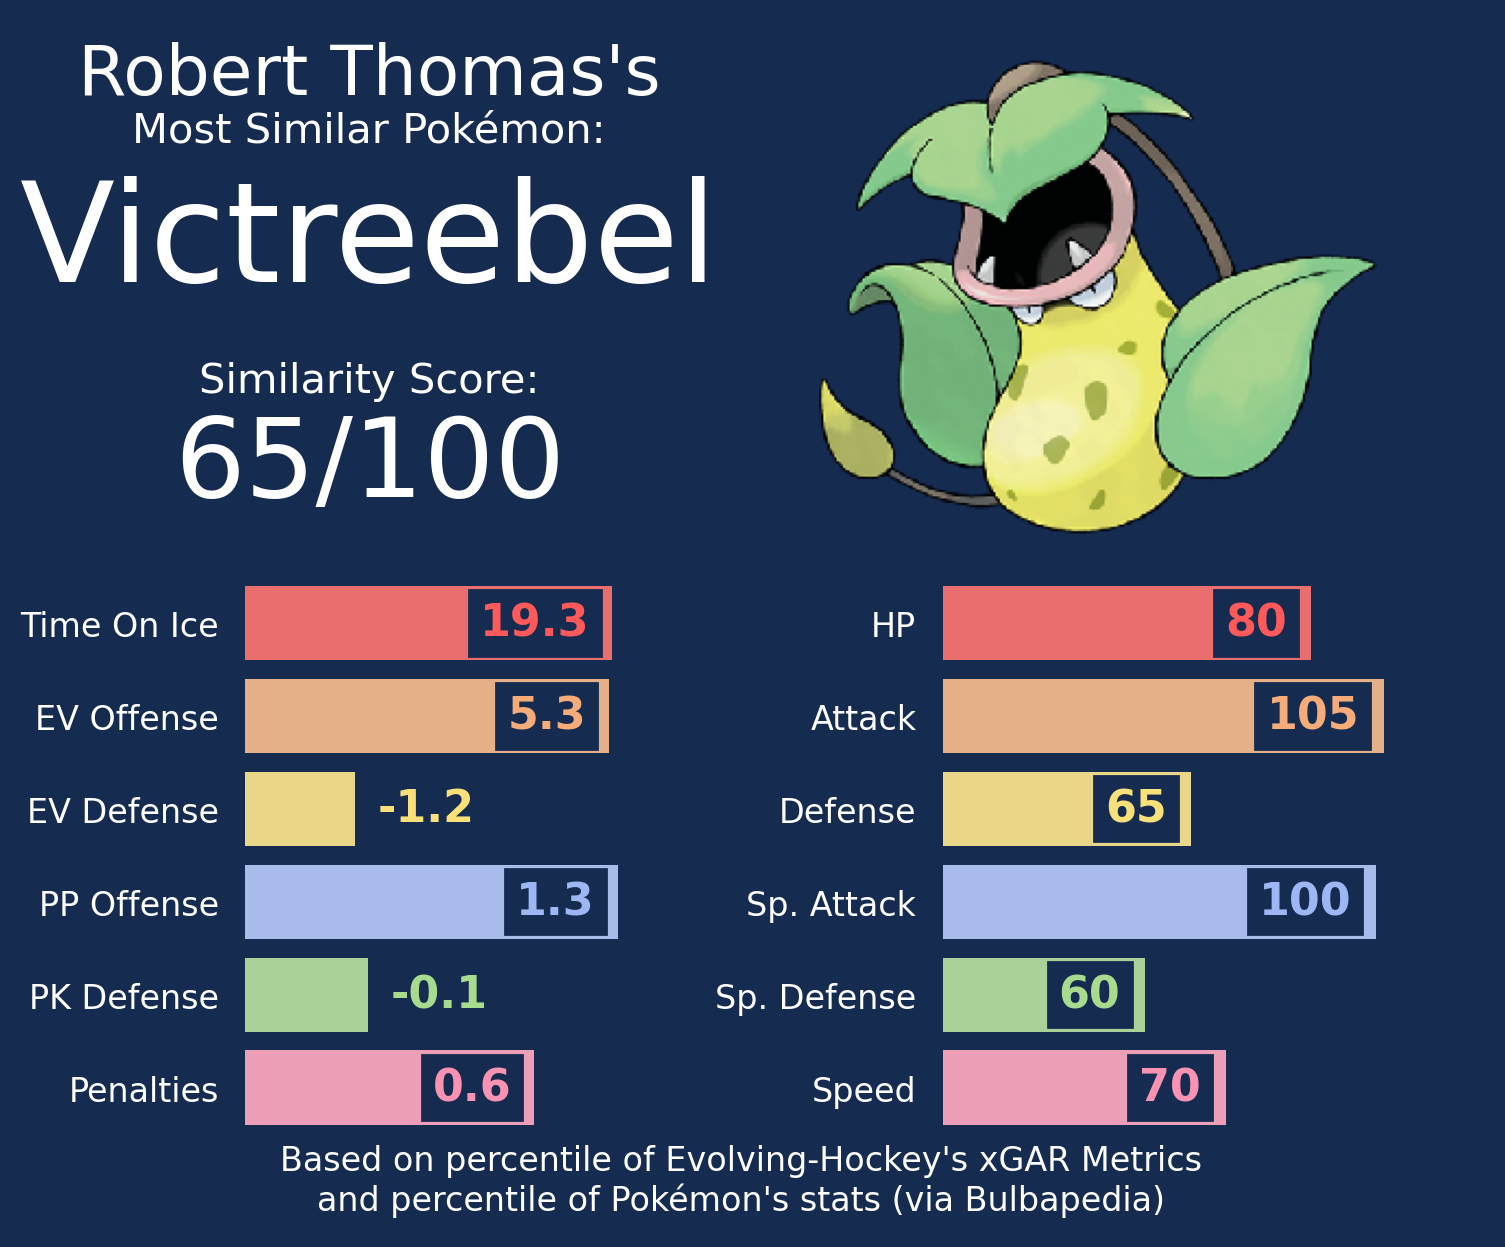 Robert Thomas's
Most Similar Pokémon:
Victreebel
Similarity Score:
65/100
Time On Ice 19.3
EV Offense 5.3
EV Defense -1.2
PP Offense 1.3
PK Defense -0.1
Penalties 0.6
HP 80
Attack 105
Defense 65
Sp. Attack 100
Sp. Defense 60
Speed 70
Based on percentile of Evolving-Hockey's xGAR Metrics
and percentile of Pokémon's stats (via Bulbapedia)